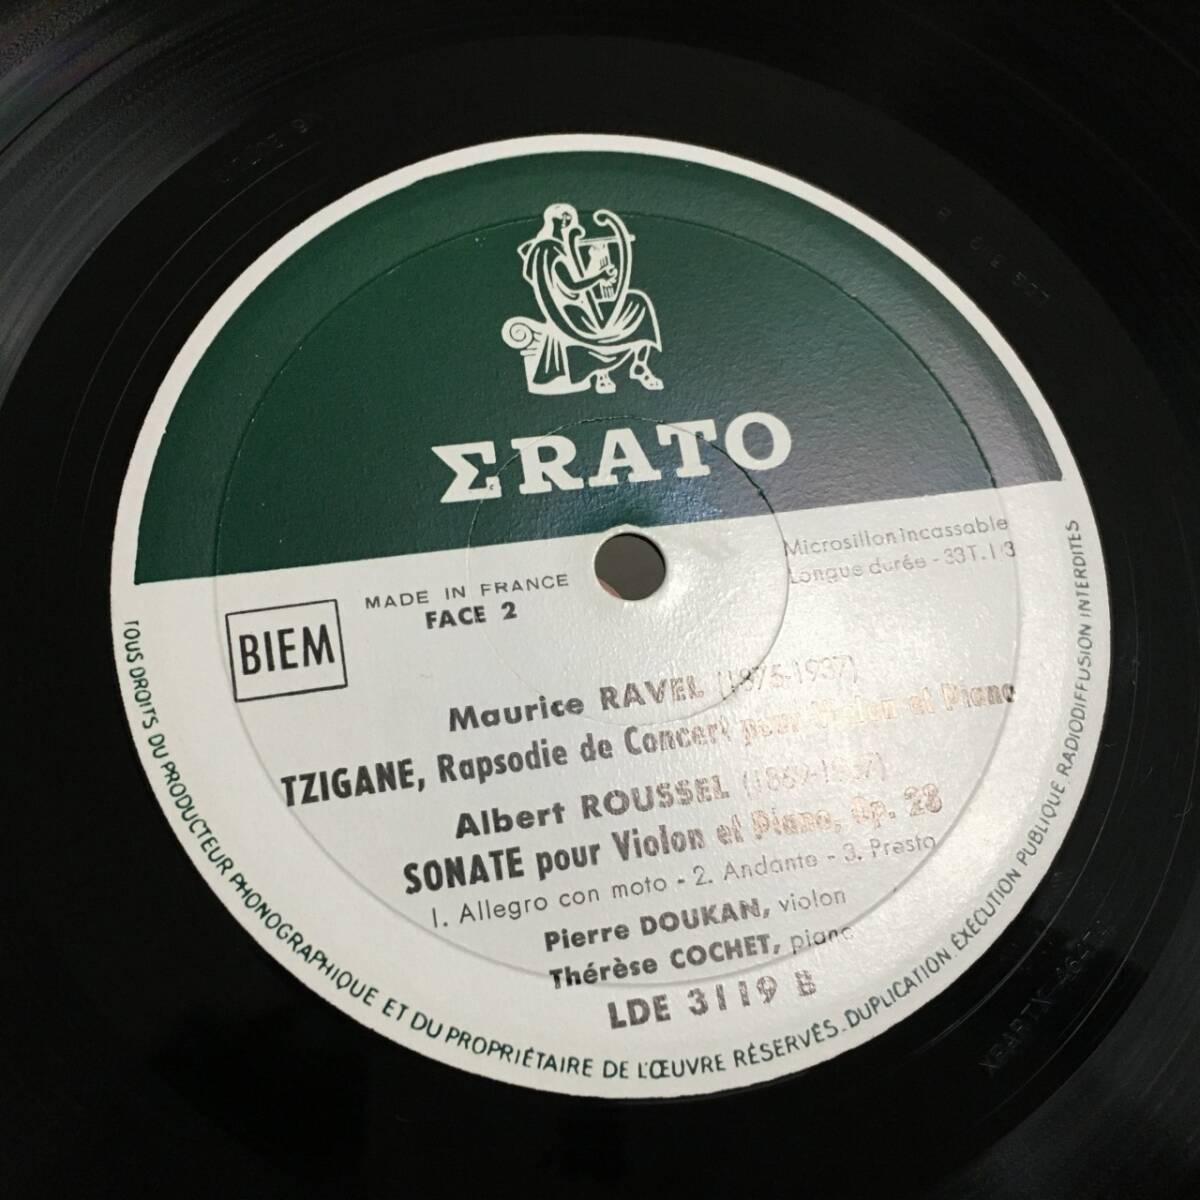 ΣRATO
Microsillon incassable
Longue durée - 33T.1/3
MADE IN FRANCE
FACE 2
BIEM
Maurice RAVEL (1875-1937)
TZIGANE, Rapsodie de Concert pour Violon et Piano
Albert ROUSSEL (1869-1937)
SONATE pour Violon et Piano, Op. 28
1. Allegro con moto - 2. Andante - 3. Presto
Pierre DOUKAN, violon
Thérèse COCHET, piano
LDE 3119 B
TOUS DROITS DU PRODUCTEUR PHONOGRAPHIQUE ET DU PROPRIÉTAIRE DE L'ŒUVRE RÉSERVÉS. DUPLICATION. EXÉCUTION PUBLIQUE RADIODIFFUSION INTERDITES